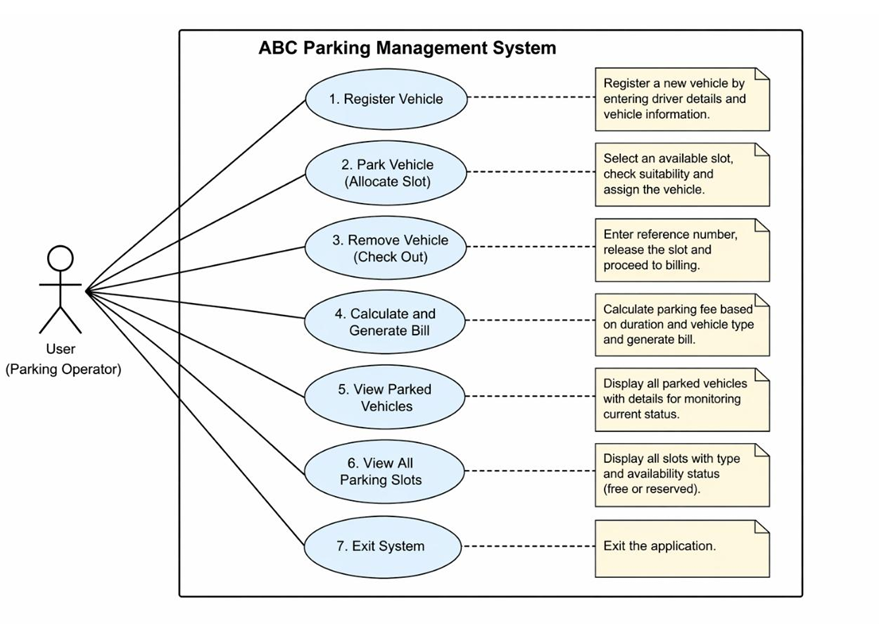 ABC Parking Management System
1. Register Vehicle
Register a new vehicle by
entering driver details and
vehicle information.
2. Park Vehicle
(Allocate Slot)
Select an available slot,
check suitability and
assign the vehicle.
3. Remove Vehicle
(Check Out)
Enter reference number,
release the slot and
proceed to billing.
4. Calculate and
Generate Bill
Calculate parking fee based
on duration and vehicle type
and generate bill.
User
(Parking Operator)
5. View Parked
Vehicles
Display all parked vehicles
with details for monitoring
current status.
6. View All
Parking Slots
Display all slots with type
and availability status
(free or reserved).
7. Exit System
Exit the application.